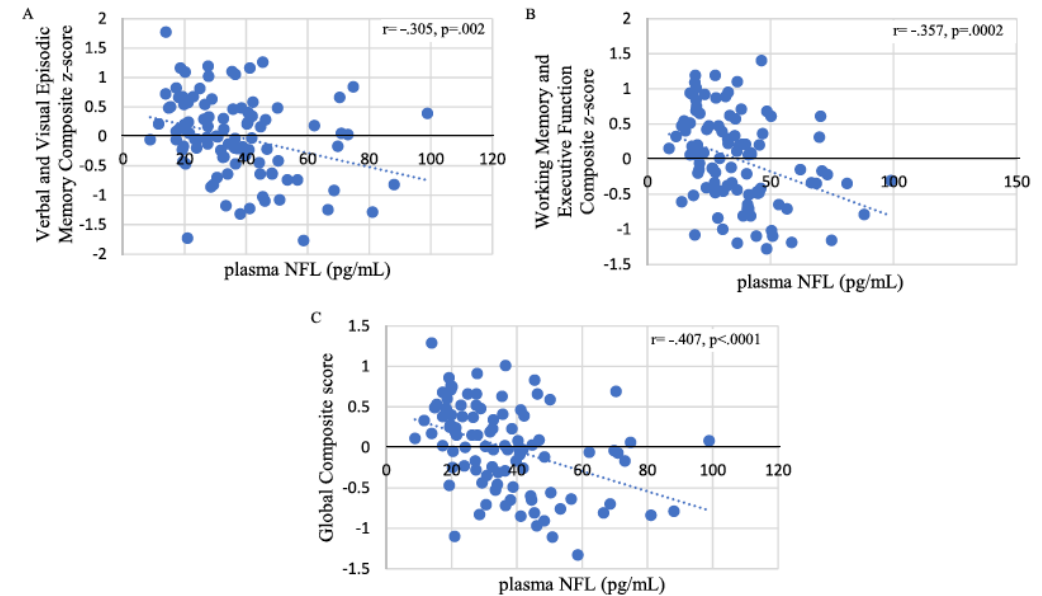 A
r= -.305, p=.002
Verbal and Visual Episodic
Memory Composite z-score
2
1.5
1
0.5
0
-0.5
-1
-1.5
-2
0 20 40 60 80 100 120
plasma NFL (pg/mL)
B
r= -.357, p=.0002
Working Memory and
Executive Function
Composite z-score
2
1.5
1
0.5
0
-0.5
-1
-1.5
0 50 100 150
plasma NFL (pg/mL)
C
r= -.407, p<.0001
Global Composite score
1.5
1
0.5
0
-0.5
-1
-1.5
0 20 40 60 80 100 120
plasma NFL (pg/mL)